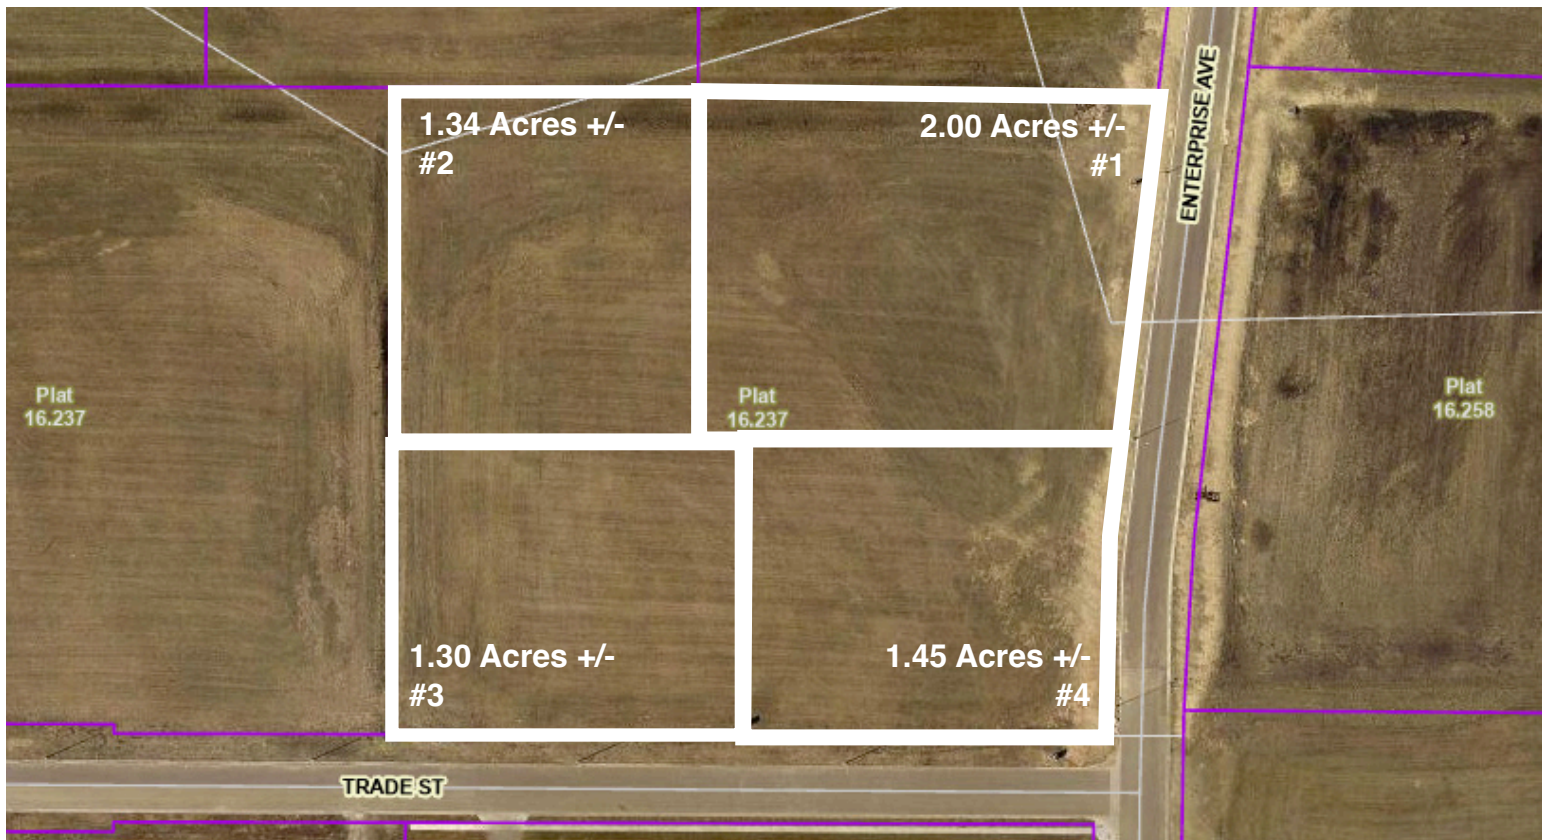 1.34 Acres +/-
#2
2.00 Acres +/-
#1
ENTERPRISE AVE
Plat
16.237
Plat
16.237
Plat
16.258
1.30 Acres +/-
#3
1.45 Acres +/-
#4
TRADE ST